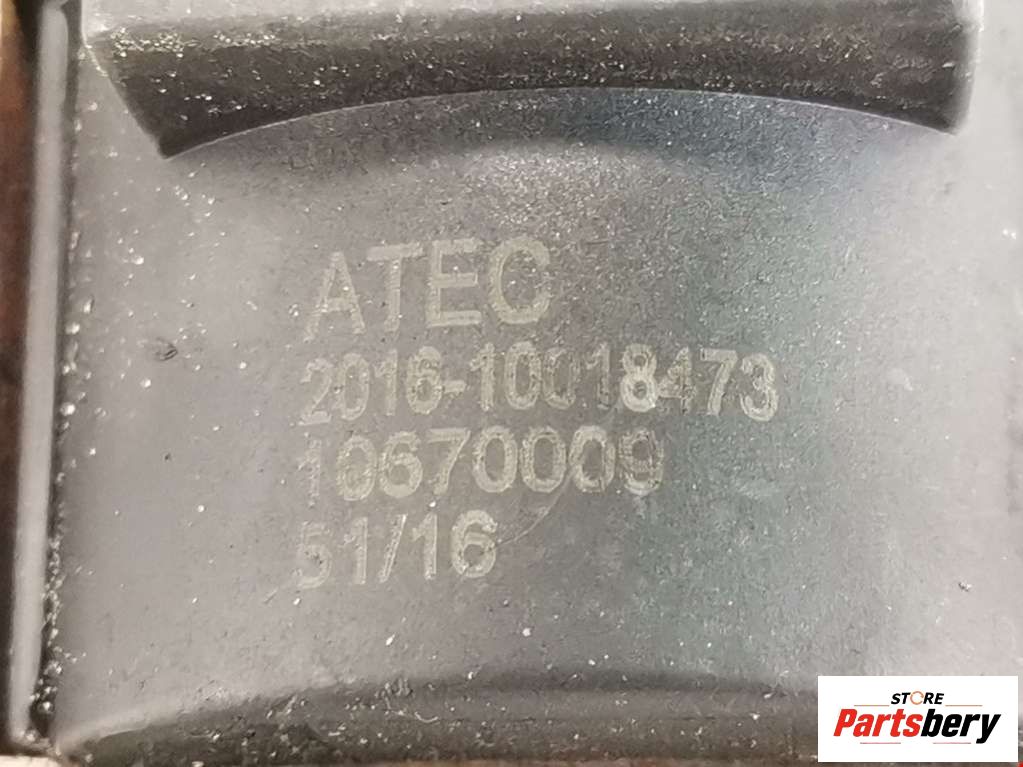 ATEC
2016-10018473
10670009
51/16
STORE
Partsbery